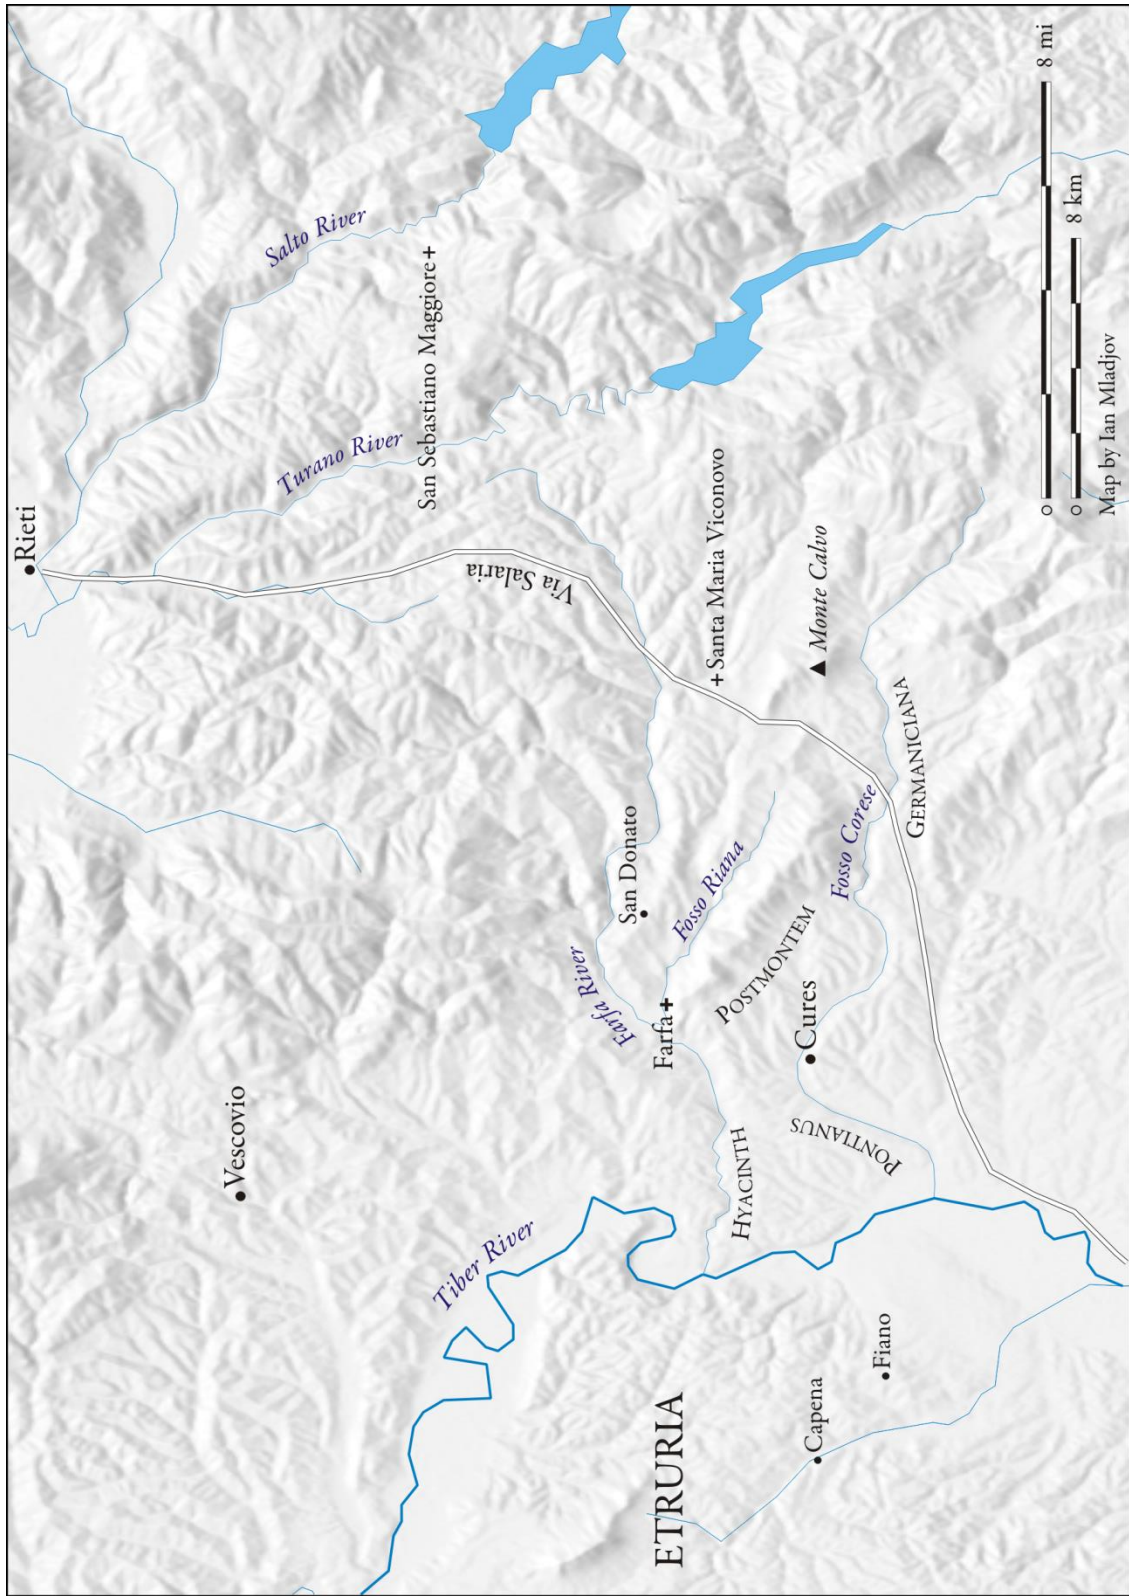 Rieti
Salto River
San Sebastiano Maggiore
Turano River
Via Salaria
Santa Maria Viconovo
Monte Calvo
GERMANICIANA
San Donato
Fosso Riana
Fosso Corese
Farfa River
Farfa
POSTMONTEM
Cures
Vescovio
HYACINTH
PONTIANUS
Tiber River
Fiano
Capena
ETRURIA
0 8 mi
0 8 km
Map by Ian Mladjov